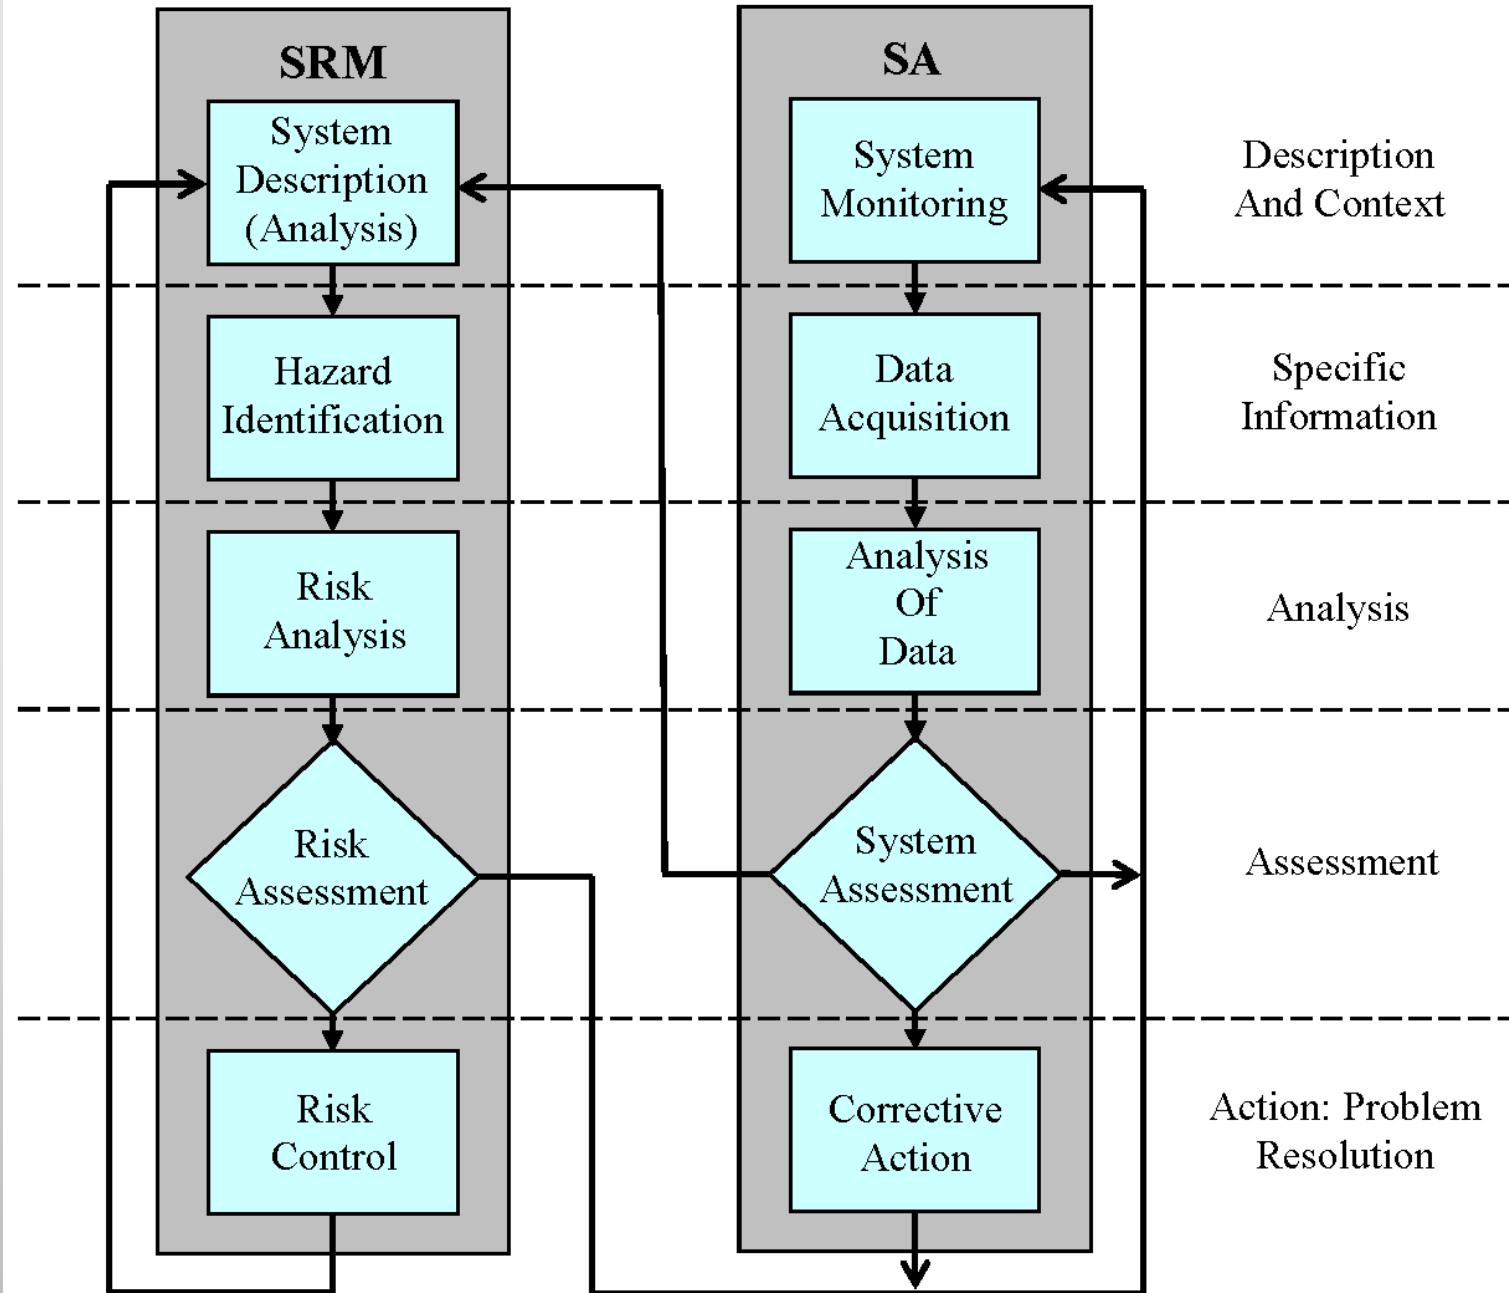 SRM
System
Description
(Analysis)
Hazard
Identification
Risk
Analysis
Risk
Assessment
Risk
Control
SA
System
Monitoring
Data
Acquisition
Analysis
Of
Data
System
Assessment
Corrective
Action
Description
And Context
Specific
Information
Analysis
Assessment
Action: Problem
Resolution